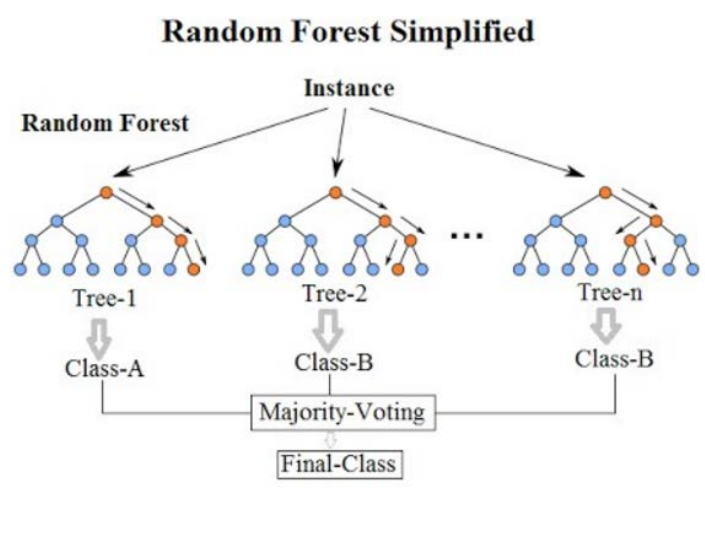 Random Forest Simplified
Instance
Random Forest
...
Tree-1
Tree-2
Tree-n
Class-A
Class-B
Class-B
Majority-Voting
Final-Class